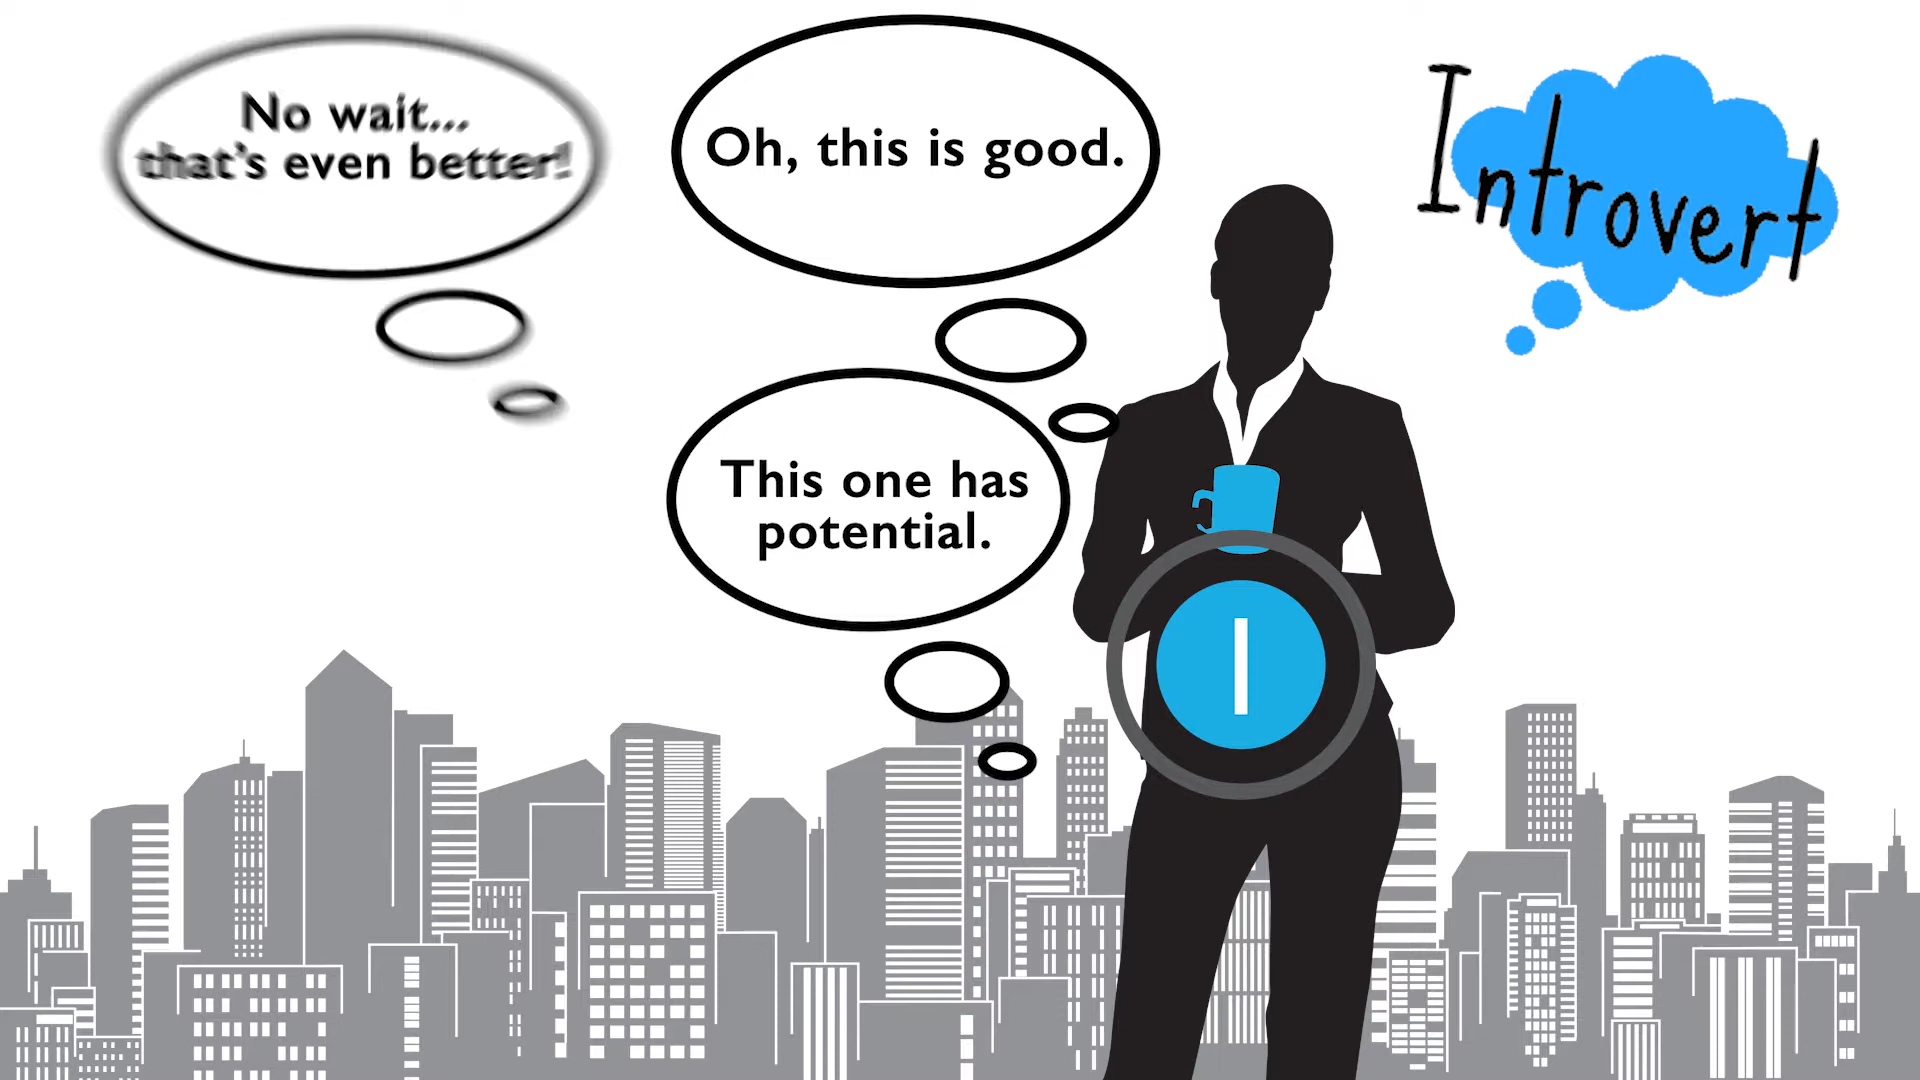 No wait...
that's even better!
Oh, this is good.
Introvert
This one has
potential.
I